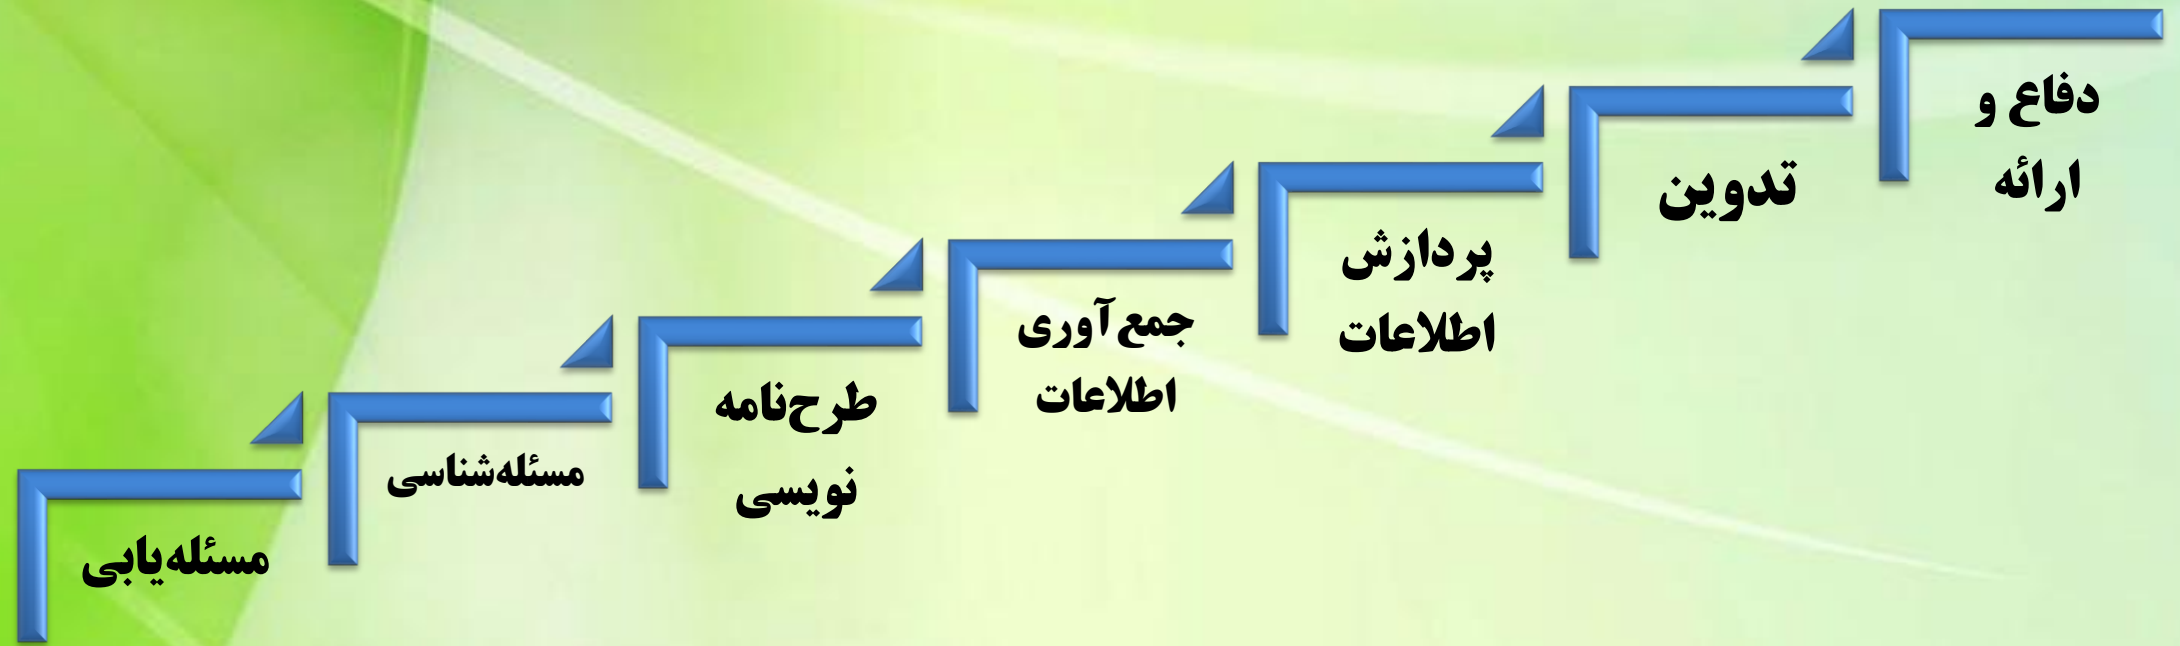 مسئله‌یابی
مسئله‌شناسی
طرح‌نامه
نویسی
جمع‌آوری
اطلاعات
پردازش
اطلاعات
تدوین
دفاع و
ارائه